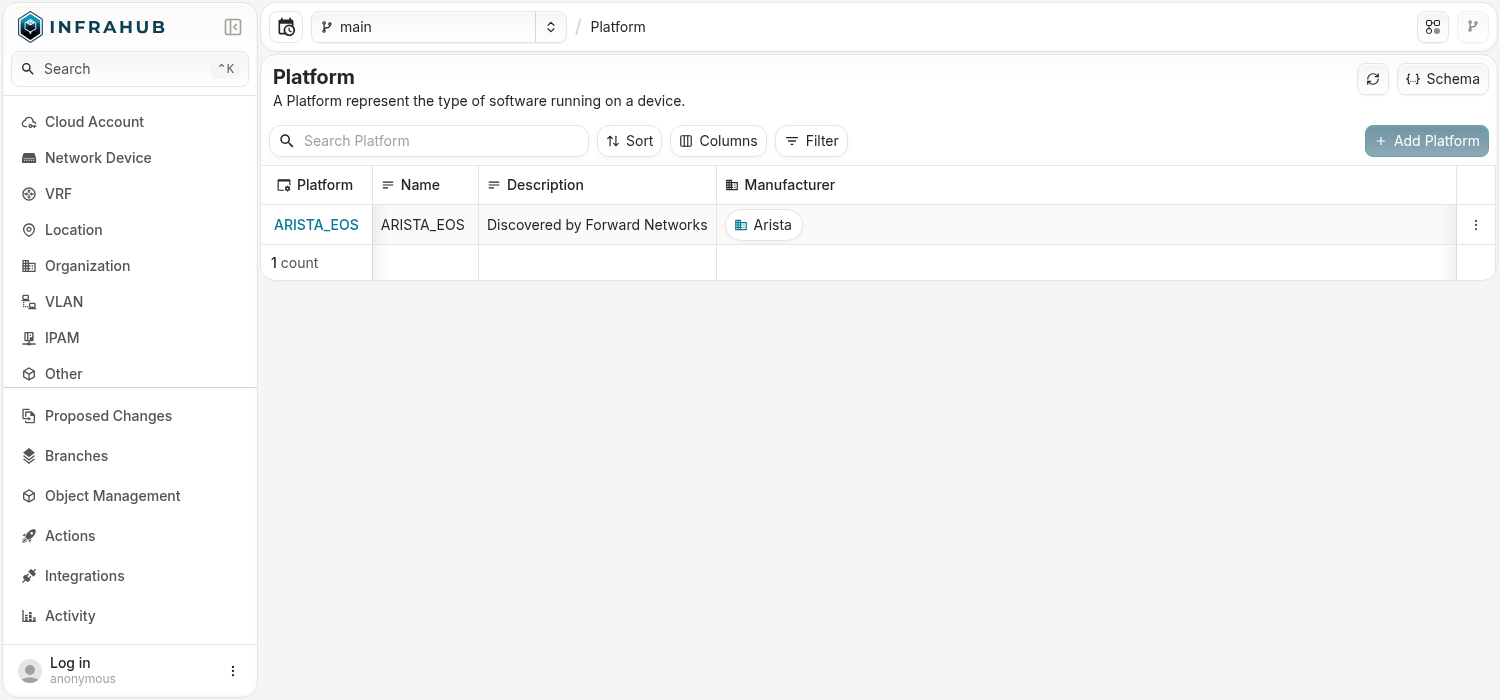 INFRAHUB
Search
^K
Cloud Account
Network Device
VRF
Location
Organization
VLAN
IPAM
Other
Proposed Changes
Branches
Object Management
Actions
Integrations
Activity
Log in
anonymous
main
/ Platform
Platform
A Platform represent the type of software running on a device.
Schema
Search Platform
Sort
Columns
Filter
+ Add Platform
Platform Name Description Manufacturer
ARISTA_EOS ARISTA_EOS Discovered by Forward Networks Arista
1 count